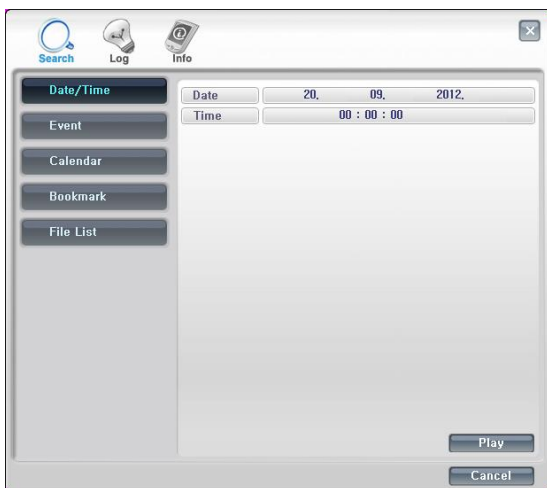 Search Log Info
Date/Time
Date 20. 09. 2012.
Time 00 : 00 : 00
Event
Calendar
Bookmark
File List
Play
Cancel